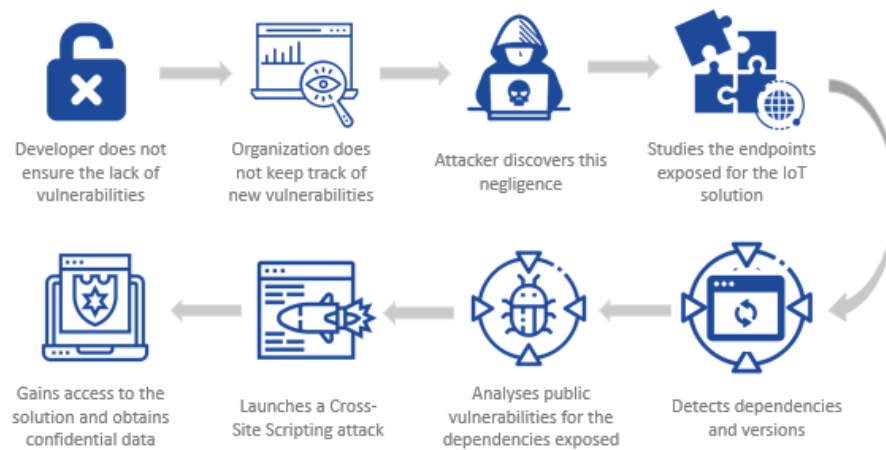 Developer does not
ensure the lack of
vulnerabilities
Organization does
not keep track of
new vulnerabilities
Attacker discovers this
negligence
Studies the endpoints
exposed for the IoT
solution
Gains access to the
solution and obtains
confidential data
Launches a Cross-
Site Scripting attack
Analyses public
vulnerabilities for the
dependencies exposed
Detects dependencies
and versions